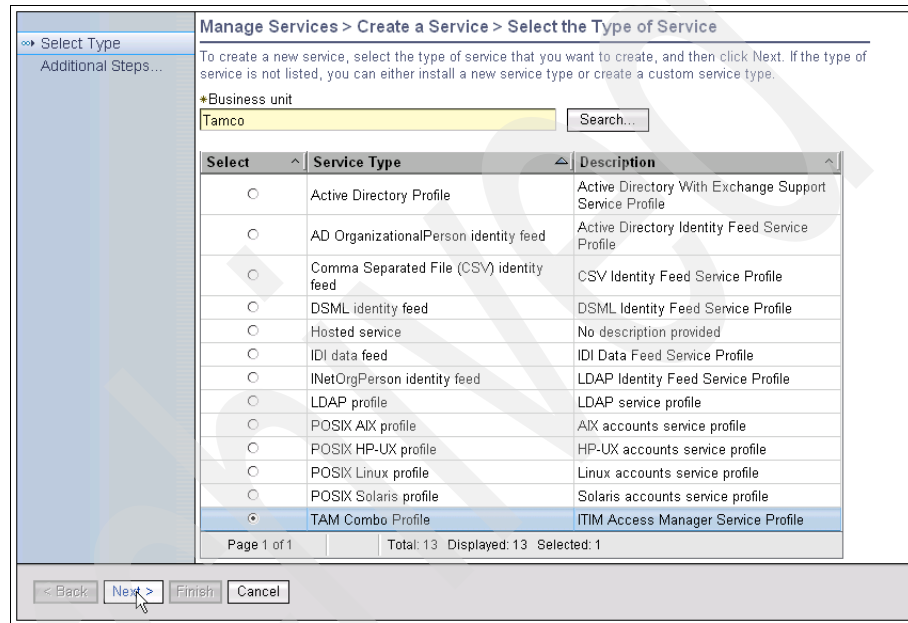 Manage Services > Create a Service > Select the Type of Service
Select Type
Additional Steps...
To create a new service, select the type of service that you want to create, and then click Next. If the type of
service is not listed, you can either install a new service type or create a custom service type.
*Business unit
Tamco
Search...
Select Service Type Description
Active Directory Profile Active Directory With Exchange Support
Service Profile
AD OrganizationalPerson identity feed Active Directory Identity Feed Service
Profile
Comma Separated File (CSV) identity
feed CSV Identity Feed Service Profile
DSML identity feed DSML Identity Feed Service Profile
Hosted service No description provided
IDI data feed IDI Data Feed Service Profile
INetOrgPerson identity feed LDAP Identity Feed Service Profile
LDAP profile LDAP service profile
POSIX AIX profile AIX accounts service profile
POSIX HP-UX profile HP-UX accounts service profile
POSIX Linux profile Linux accounts service profile
POSIX Solaris profile Solaris accounts service profile
TAM Combo Profile ITIM Access Manager Service Profile
Page 1 of 1 Total: 13 Displayed: 13 Selected: 1
< Back Next > Finish Cancel